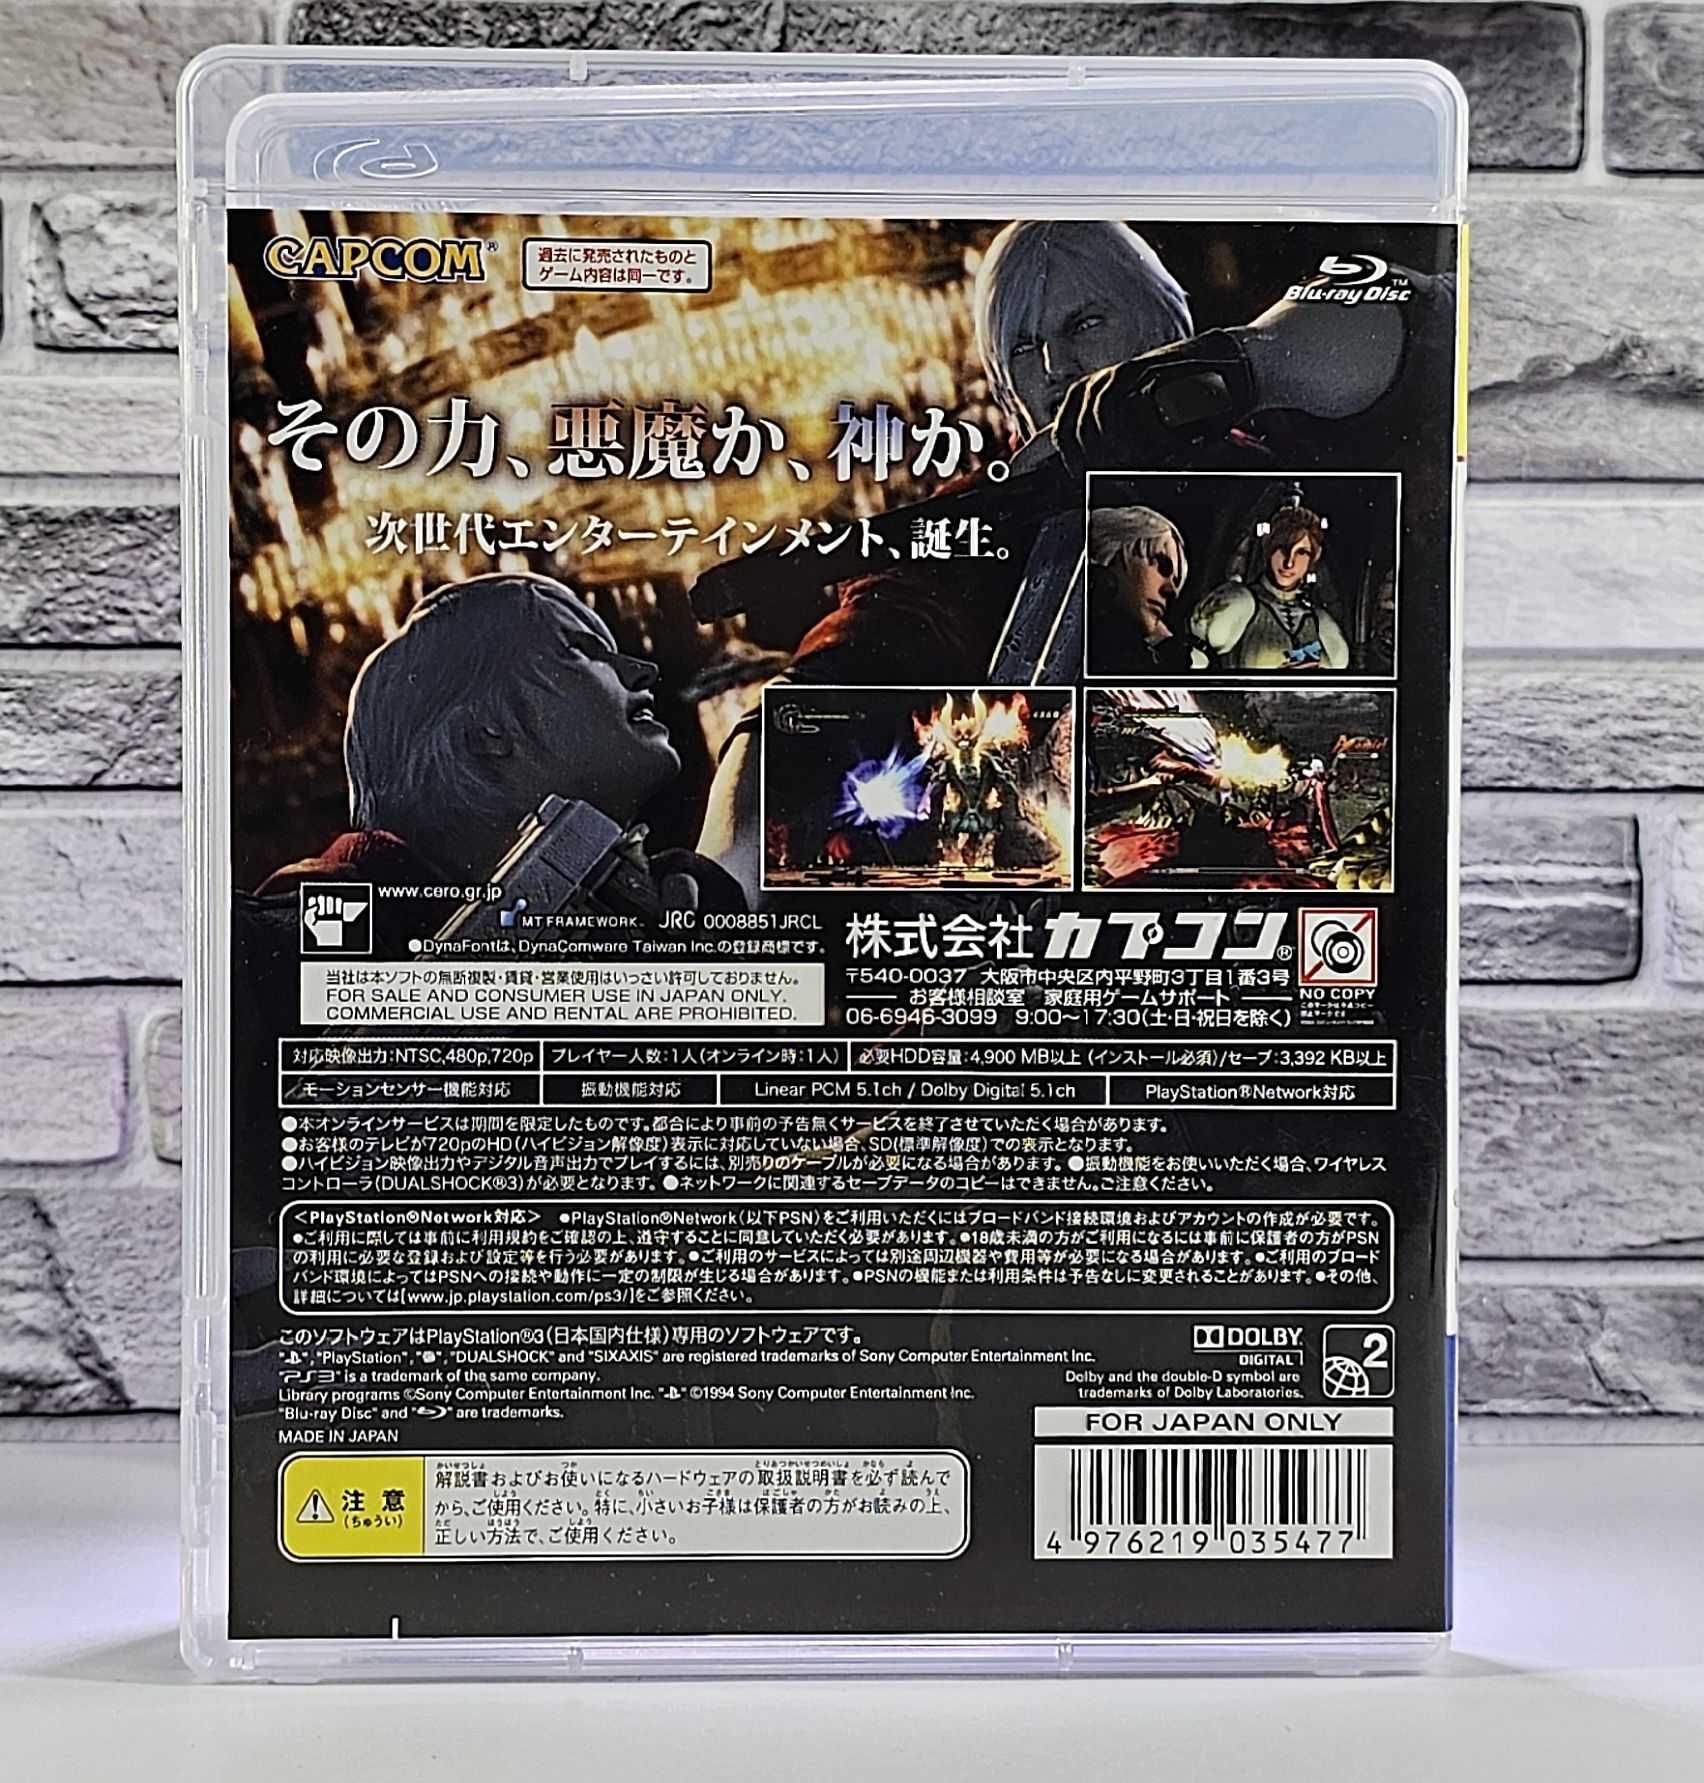 CAPCOM®
過去に発売されたものと
ゲーム内容は同一です。
Blu-ray Disc™
その力、悪魔か、神か。
次世代エンターテインメント、誕生。
www.cero.gr.jp
MT FRAMEWORK. JRC 0008851JRCL
●DynaFontは、DynaComware Taiwan Inc.の登録商標です。
当社は本ソフトの無断複製・賃貸・営業使用はいっさい許可しておりません。
FOR SALE AND CONSUMER USE IN JAPAN ONLY.
COMMERCIAL USE AND RENTAL ARE PROHIBITED.
株式会社カプコン®
〒540-0037 大阪市中央区内平野町3丁目1番3号
お客様相談室 家庭用ゲームサポート
06-6946-3099 9:00〜17:30(土・日・祝日を除く)
NO COPY
対応映像出力:NTSC,480p,720p プレイヤー人数:1人(オンライン時:1人) 必要HDD容量:4,900 MB以上 (インストール必須)/セーブ:3,392 KB以上
モーションセンサー機能対応 振動機能対応 Linear PCM 5.1ch / Dolby Digital 5.1ch PlayStation®Network対応
●本オンラインサービスは期間を限定したものです。都合により事前の予告無くサービスを終了させていただく場合があります。
●お客様のテレビが720pのHD(ハイビジョン解像度)表示に対応していない場合、SD(標準解像度)での表示となります。
●ハイビジョン映像出力やデジタル音声出力でプレイするには、別売りのケーブルが必要になる場合があります。●振動機能をお使いいただく場合、ワイヤレス
コントローラ(DUALSHOCK®3)が必要となります。●ネットワークに関連するセーブデータのコピーはできません。ご注意ください。
<PlayStation®Network対応> ●PlayStation®Network(以下PSN)をご利用いただくにはブロードバンド接続環境およびアカウントの作成が必要です。
●ご利用に際しては事前に利用規約をご確認の上、遵守することに同意していただく必要があります。●18歳未満の方がご利用になるには事前に保護者の方がPSN
の利用に必要な登録および設定等を行う必要があります。●ご利用のサービスによっては別途周辺機器や費用等が必要になる場合があります。●ご利用のブロード
バンド環境によってはPSNへの接続や動作に一定の制限が生じる場合があります。●PSNの機能または利用条件は予告なしに変更されることがあります。●その他、
詳細については[www.jp.playstation.com/ps3/]をご参照ください。
このソフトウェアはPlayStation®3(日本国内仕様)専用のソフトウェアです。
" ", "PlayStation", " ", "DUALSHOCK" and "SIXAXIS" are registered trademarks of Sony Computer Entertainment Inc.
"PS3" is a trademark of the same company.
Library programs ©Sony Computer Entertainment Inc. " " ©1994 Sony Computer Entertainment Inc.
"Blu-ray Disc" and " " are trademarks.
MADE IN JAPAN
DOLBY
DIGITAL
Dolby and the double-D symbol are
trademarks of Dolby Laboratories.
2
FOR JAPAN ONLY
注意
(ちゅうい)
解説書およびお使いになるハードウェアの取扱説明書を必ず読んで
から、ご使用ください。特に、小さいお子様は保護者の方がお読みの上、
正しい方法で、ご使用ください。
4 976219 035477